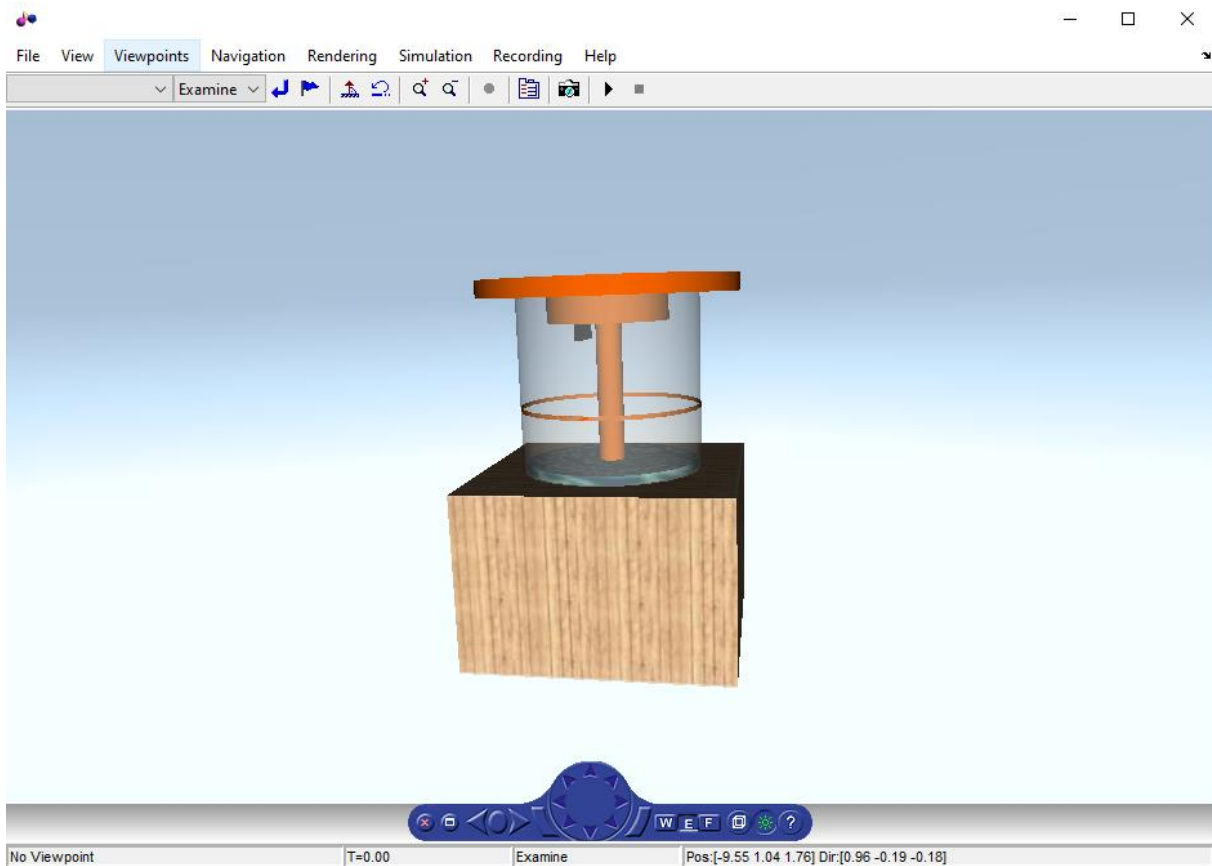 File View Viewpoints Navigation Rendering Simulation Recording Help
Examine
W E F ?
No Viewpoint T=0.00 Examine Pos:[-9.55 1.04 1.76] Dir:[0.96 -0.19 -0.18]